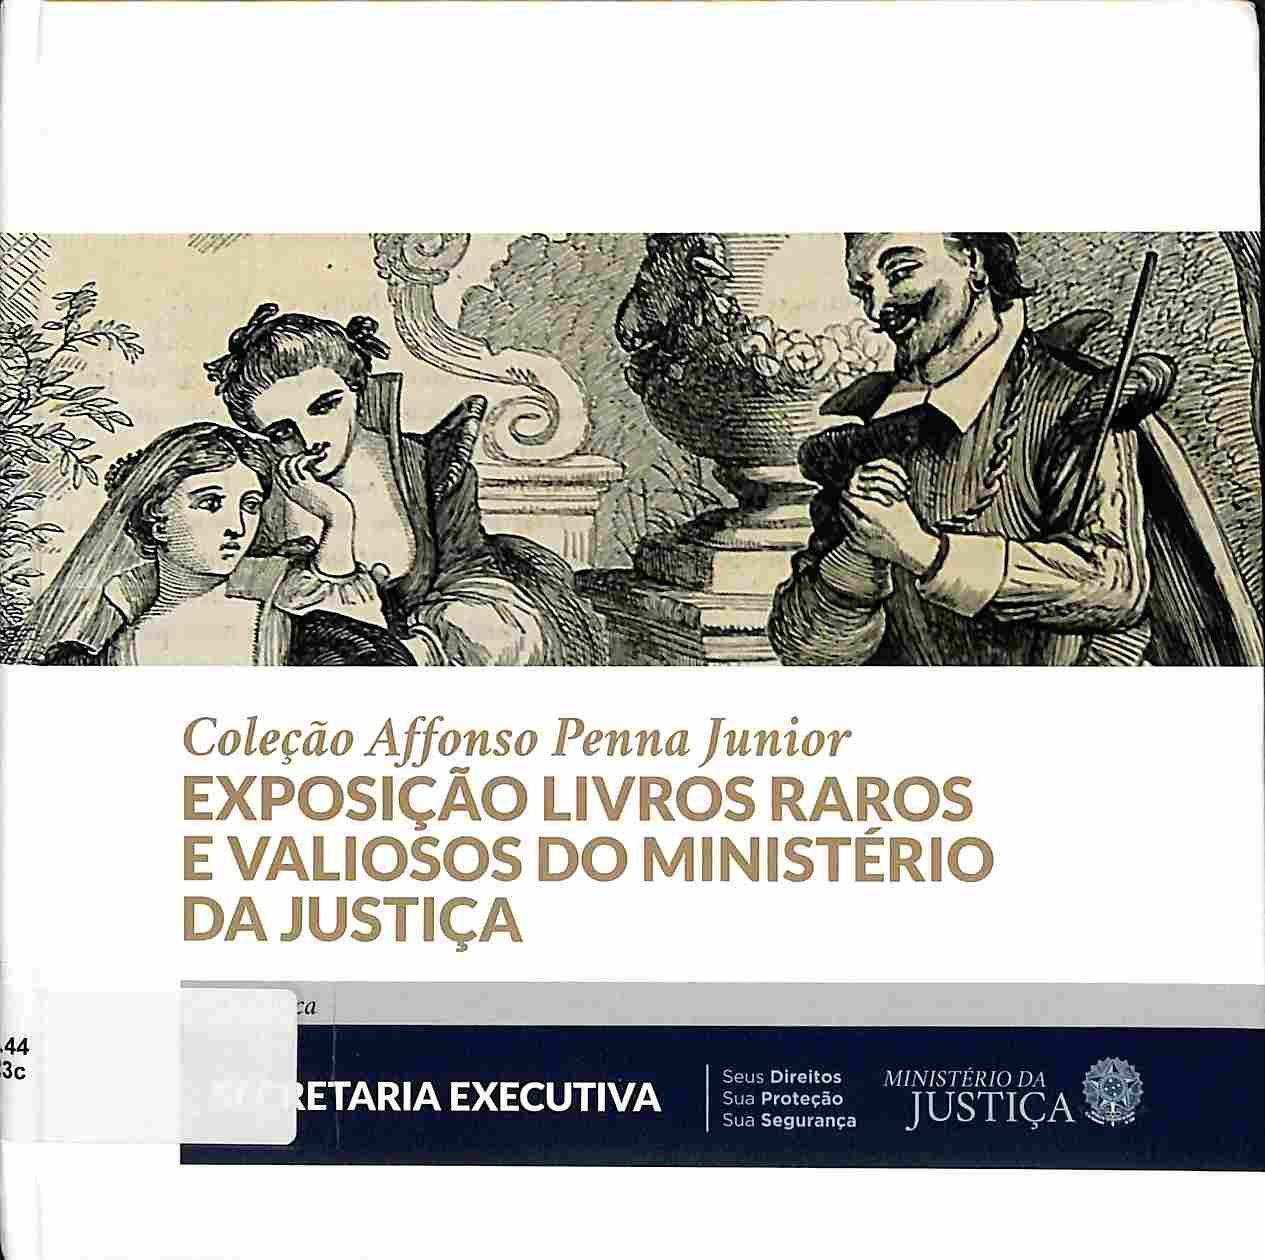 Coleção Affonso Penna Junior
EXPOSIÇÃO LIVROS RAROS
E VALIOSOS DO MINISTÉRIO
DA JUSTIÇA
.44
3c
SECRETARIA EXECUTIVA
Seus Direitos
Sua Proteção
Sua Segurança
MINISTÉRIO DA
JUSTIÇA